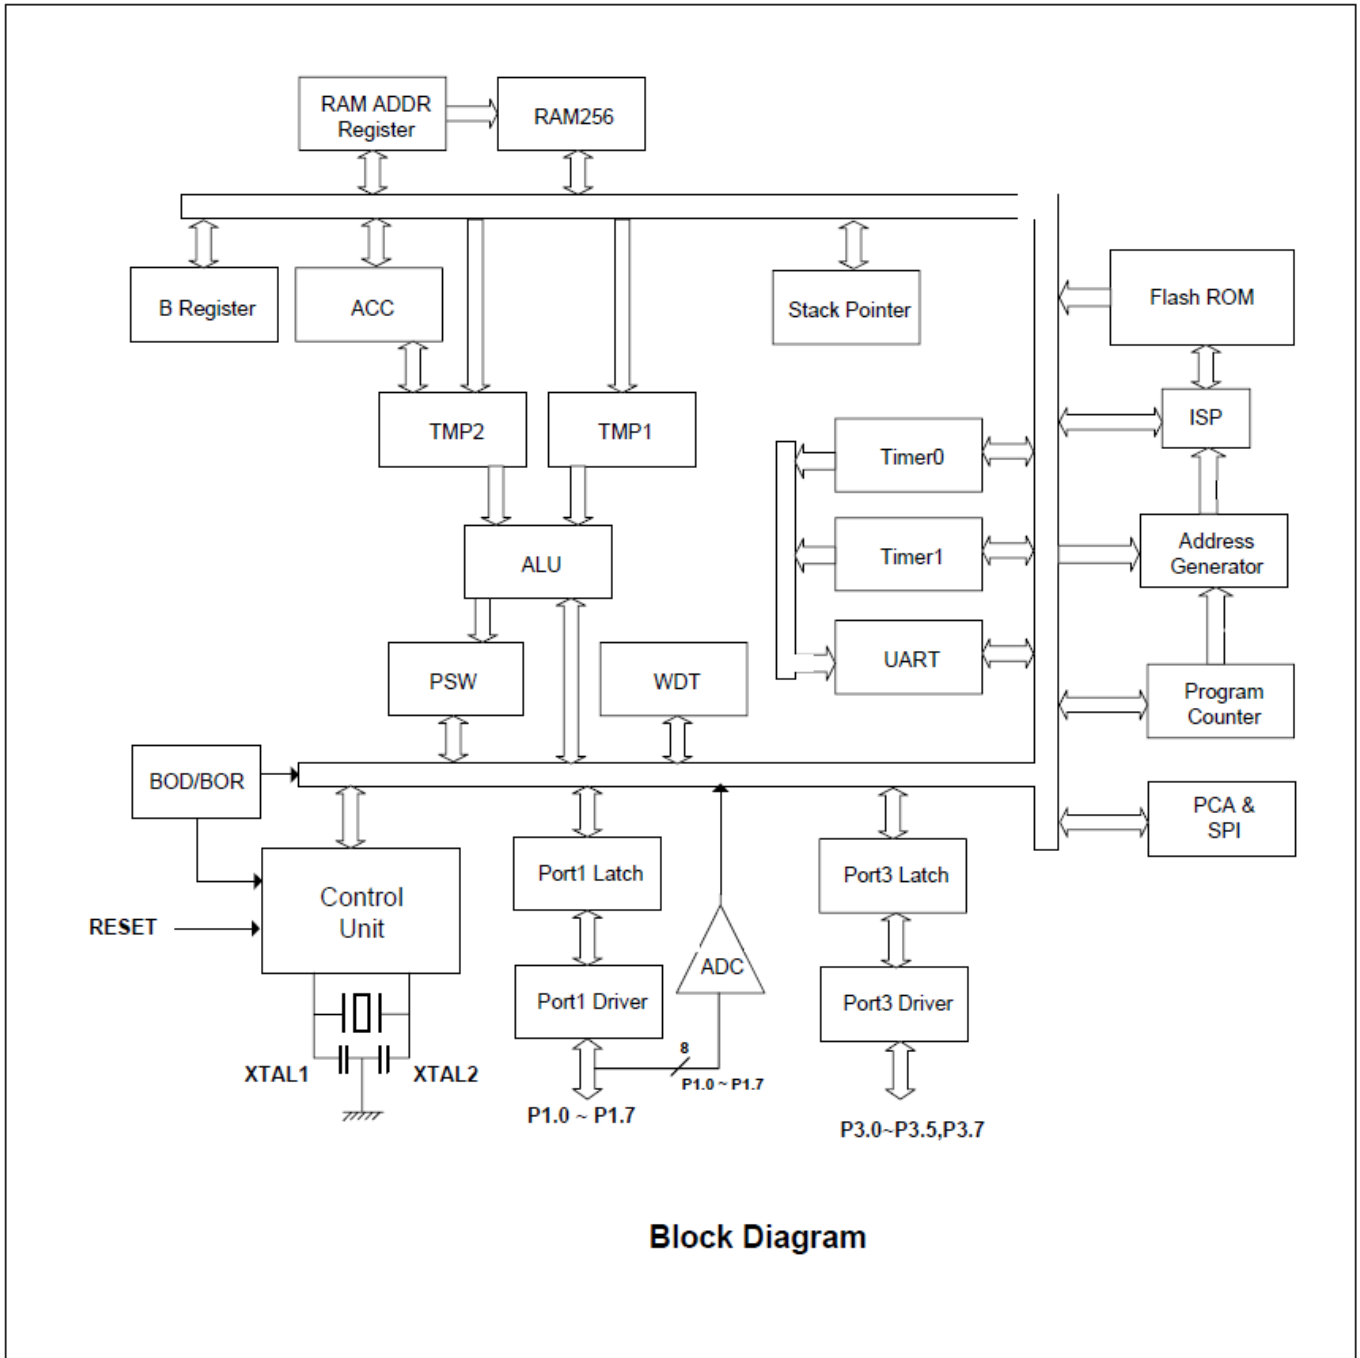 RAM ADDR
Register
RAM256
B Register
ACC
Stack Pointer
Flash ROM
TMP2
TMP1
ISP
Timer0
ALU
Timer1
Address
Generator
PSW
WDT
UART
Program
Counter
BOD/BOR
PCA &
SPI
Control
Unit
RESET
Port1 Latch
Port3 Latch
ADC
Port1 Driver
Port3 Driver
8
XTAL1
XTAL2
P1.0 ~ P1.7
P1.0 ~ P1.7
P3.0~P3.5,P3.7
Block Diagram